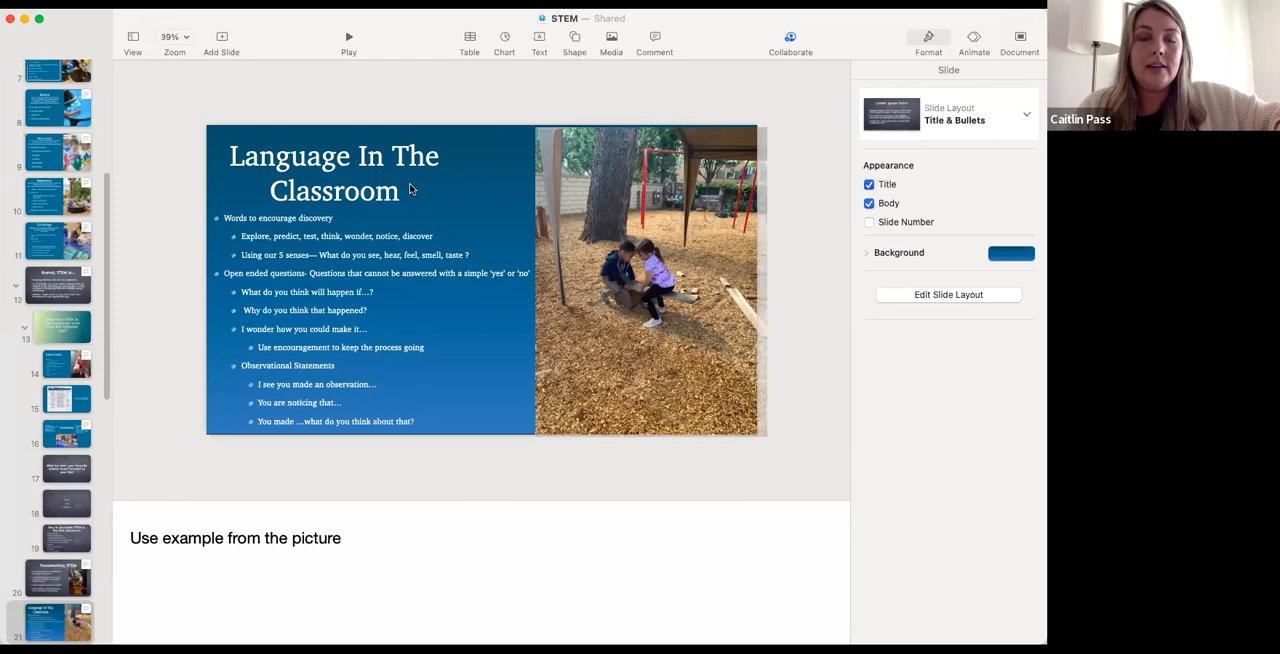 STEM — Shared
View
39%
Zoom
Add Slide
Play
Table
Chart
Text
Shape
Media
Comment
Collaborate
Format
Animate
Document
Slide
Slide Layout
Title & Bullets
Appearance
Title
Body
Slide Number
Background
Edit Slide Layout
Caitlin Pass
7
8
9
10
11
12
13
14
15
16
17
18
19
20
Documenting STEM
21
Language In The
Classroom
Language In The
Classroom
Words to encourage discovery
Explore, predict, test, think, wonder, notice, discover
Using our 5 senses— What do you see, hear, feel, smell, taste ?
Open ended questions- Questions that cannot be answered with a simple 'yes' or 'no'
What do you think will happen if...?
Why do you think that happened?
I wonder how you could make it...
Use encouragement to keep the process going
Observational Statements
I see you made an observation...
You are noticing that...
You made ...what do you think about that?
Use example from the picture